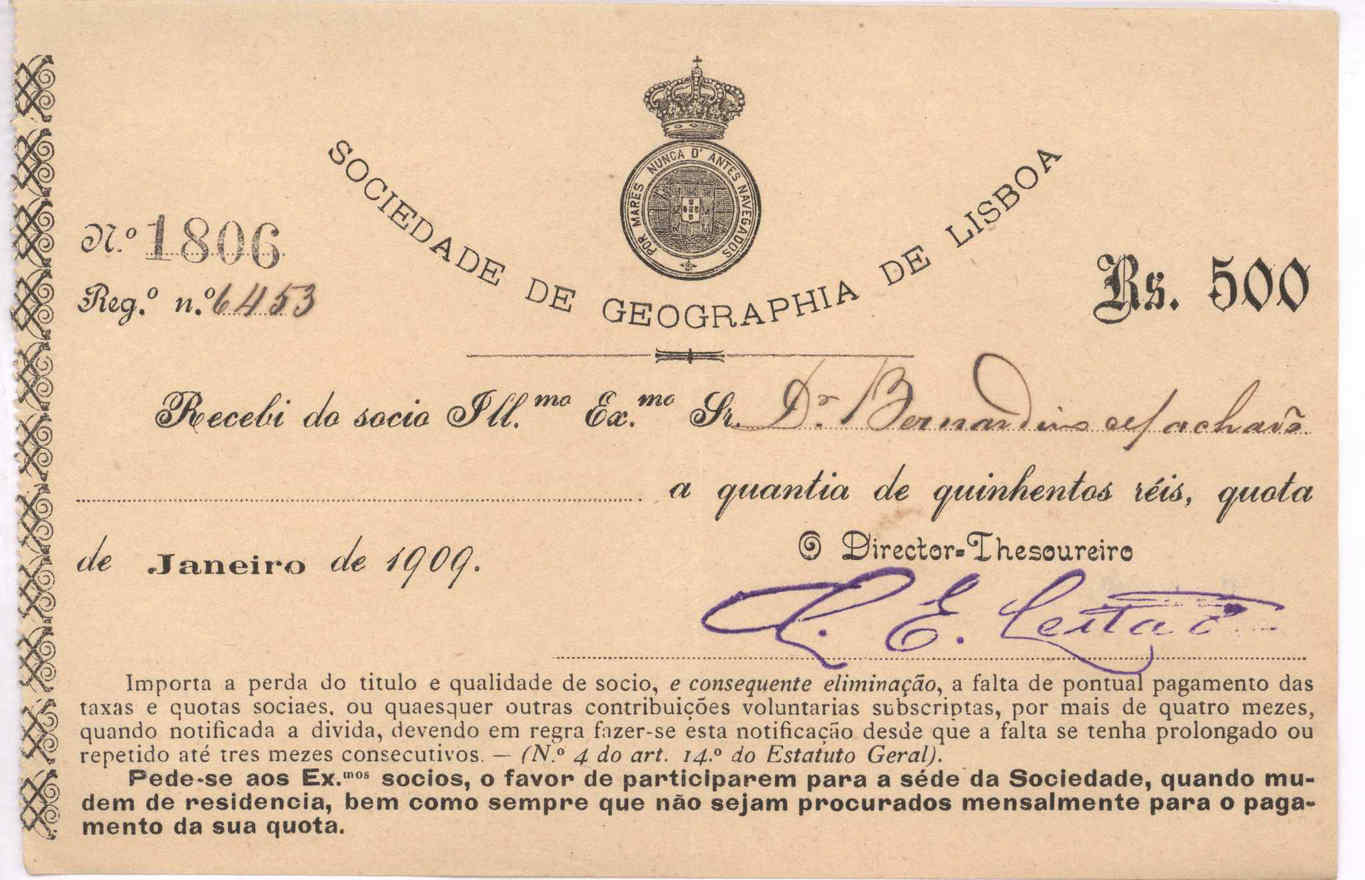 POR MARES NUNCA D' ANTES NAVEGADOS
SOCIEDADE DE GEOGRAPHIA DE LISBOA
N.º 1806
Reg.º n.º 6453
Rs. 500
Recebi do socio Ill.mo Ex.mo Sr. Dr Bernardino Machado
a quantia de quinhentos réis, quota
de Janeiro de 1909.
O Director=Thesoureiro
L. E. Leitão
Importa a perda do titulo e qualidade de socio, e consequente eliminação, a falta de pontual pagamento das
taxas e quotas sociaes, ou quaesquer outras contribuições voluntarias subscriptas, por mais de quatro mezes,
quando notificada a divida, devendo em regra fazer-se esta notificação desde que a falta se tenha prolongado ou
repetido até tres mezes consecutivos. — (N.º 4 do art. 14.º do Estatuto Geral).
Pede-se aos Ex.mos socios, o favor de participarem para a séde da Sociedade, quando mu-
dem de residencia, bem como sempre que não sejam procurados mensalmente para o paga-
mento da sua quota.